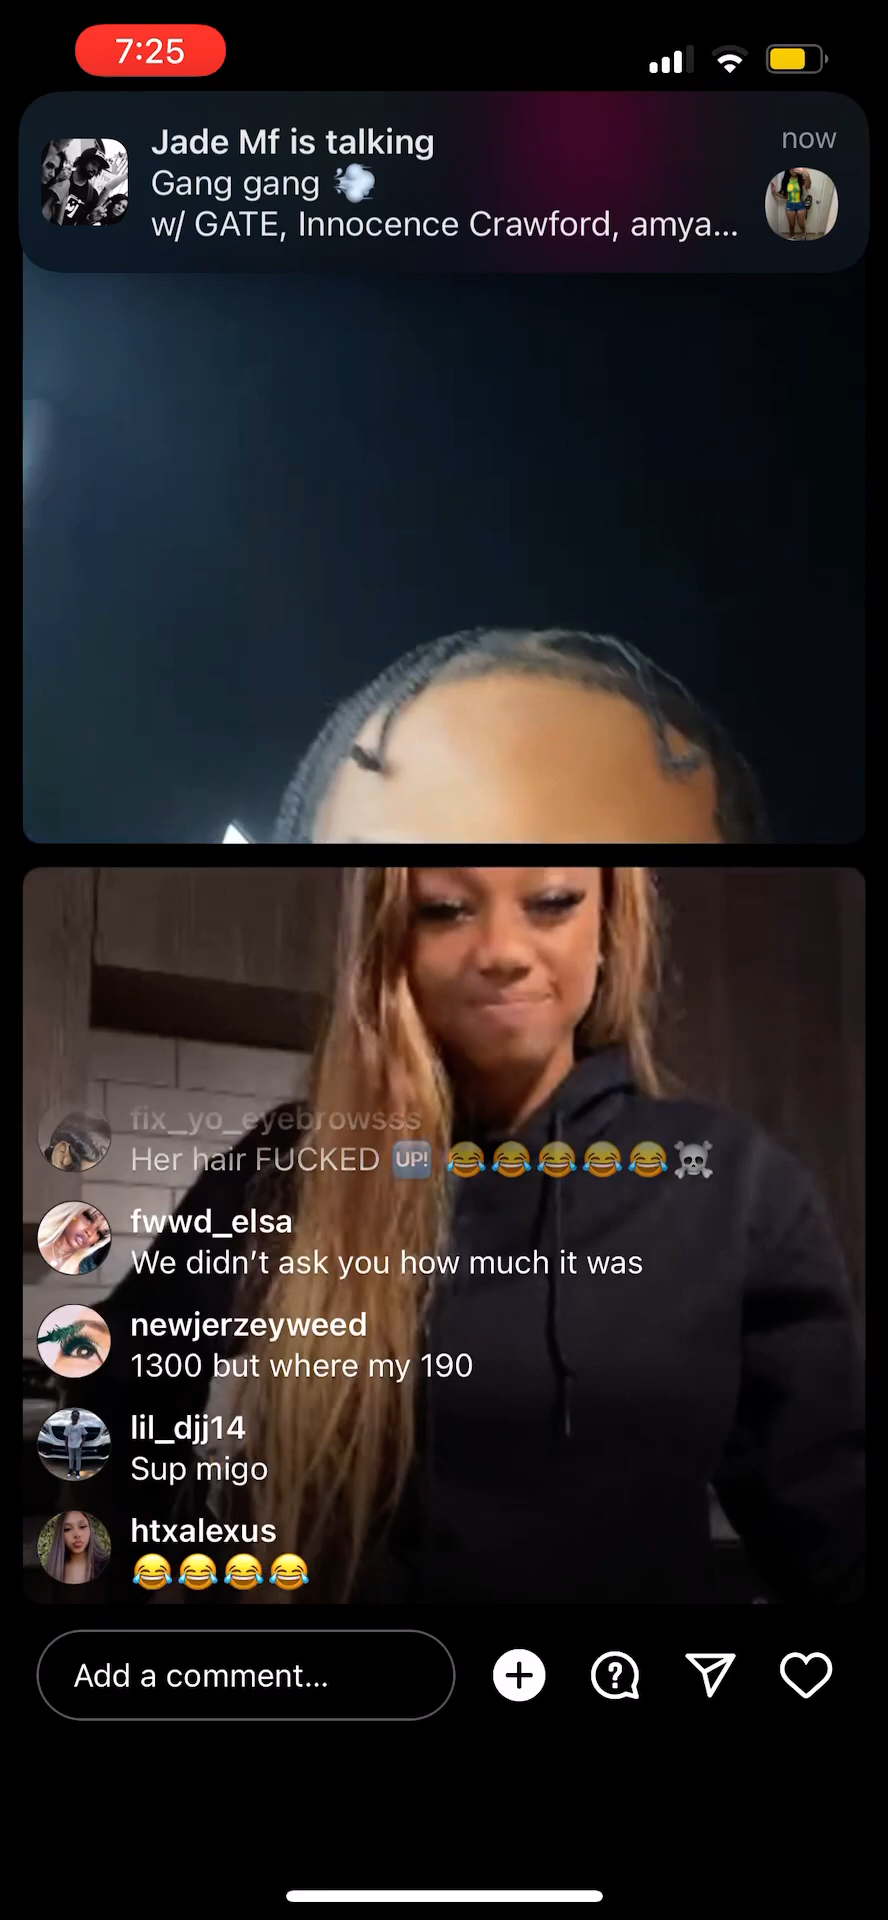 7:25
Jade Mf is talking
now
Gang gang 💨
w/ GATE, Innocence Crawford, amya...
fix_yo_eyebrowsss
Her hair FUCKED 🆙 😂😂😂😂😂☠️
fwwd_elsa
We didn’t ask you how much it was
newjerzeyweed
1300 but where my 190
lil_djj14
Sup migo
htxalexus
😂😂😂😂
Add a comment...